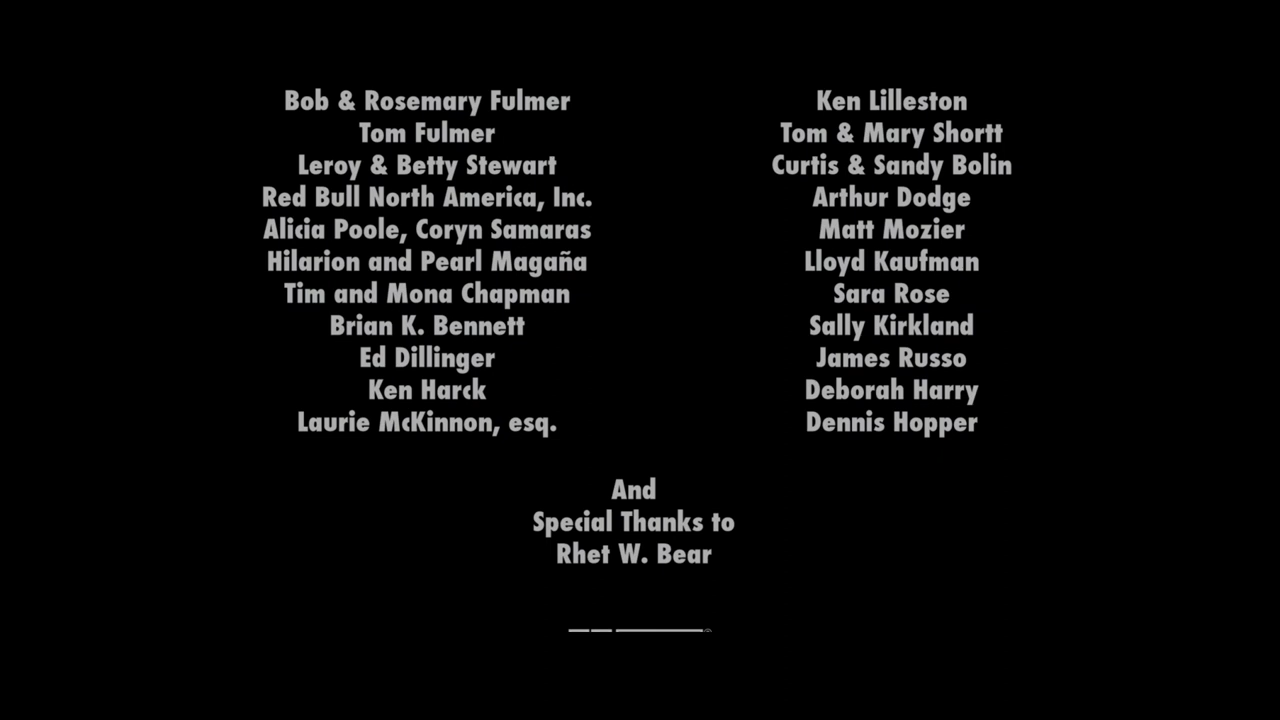 Bob & Rosemary Fulmer
Tom Fulmer
Leroy & Betty Stewart
Red Bull North America, Inc.
Alicia Poole, Coryn Samaras
Hilarion and Pearl Magaña
Tim and Mona Chapman
Brian K. Bennett
Ed Dillinger
Ken Harck
Laurie McKinnon, esq.
Ken Lilleston
Tom & Mary Shortt
Curtis & Sandy Bolin
Arthur Dodge
Matt Mozier
Lloyd Kaufman
Sara Rose
Sally Kirkland
James Russo
Deborah Harry
Dennis Hopper
And
Special Thanks to
Rhet W. Bear